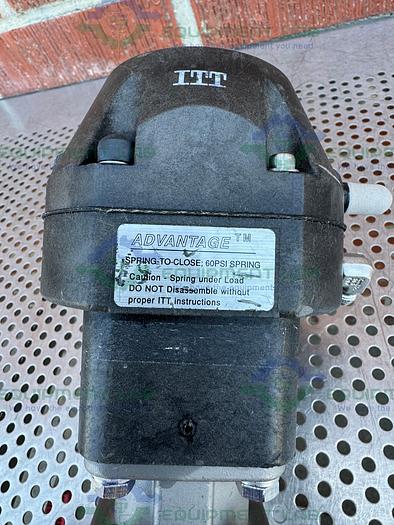 ITT
ADVANTAGE™
SPRING-TO-CLOSE; 60PSI SPRING
Caution - Spring under Load
DO NOT Disassemble without
proper ITT instructions